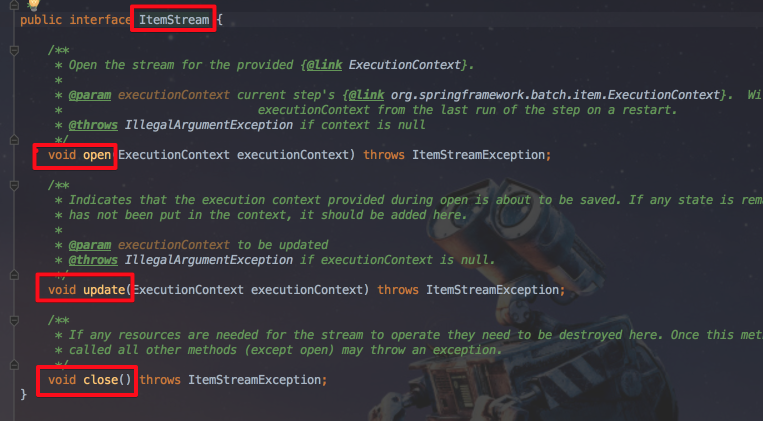 public interface ItemStream {
/**
* Open the stream for the provided {@link ExecutionContext}.
*
* @param executionContext current step's {@link org.springframework.batch.item.ExecutionContext}. Wi
* executionContext from the last run of the step on a restart.
* @throws IllegalArgumentException if context is null
*/
void open(ExecutionContext executionContext) throws ItemStreamException;
/**
* Indicates that the execution context provided during open is about to be saved. If any state is rema
* has not been put in the context, it should be added here.
*
* @param executionContext to be updated
* @throws IllegalArgumentException if executionContext is null.
*/
void update(ExecutionContext executionContext) throws ItemStreamException;
/**
* If any resources are needed for the stream to operate they need to be destroyed here. Once this met
* called all other methods (except open) may throw an exception.
*/
void close() throws ItemStreamException;
}